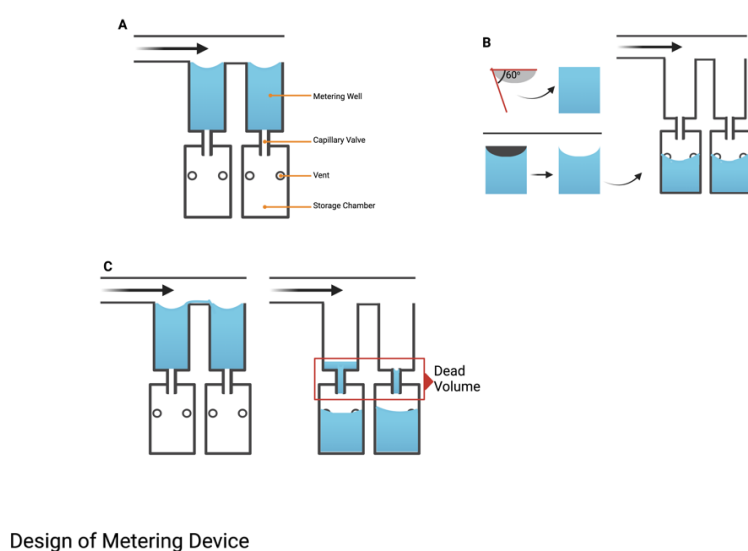 A
Metering Well
Capillary Valve
Vent
Storage Chamber
B
60°
C
Dead
Volume
Design of Metering Device